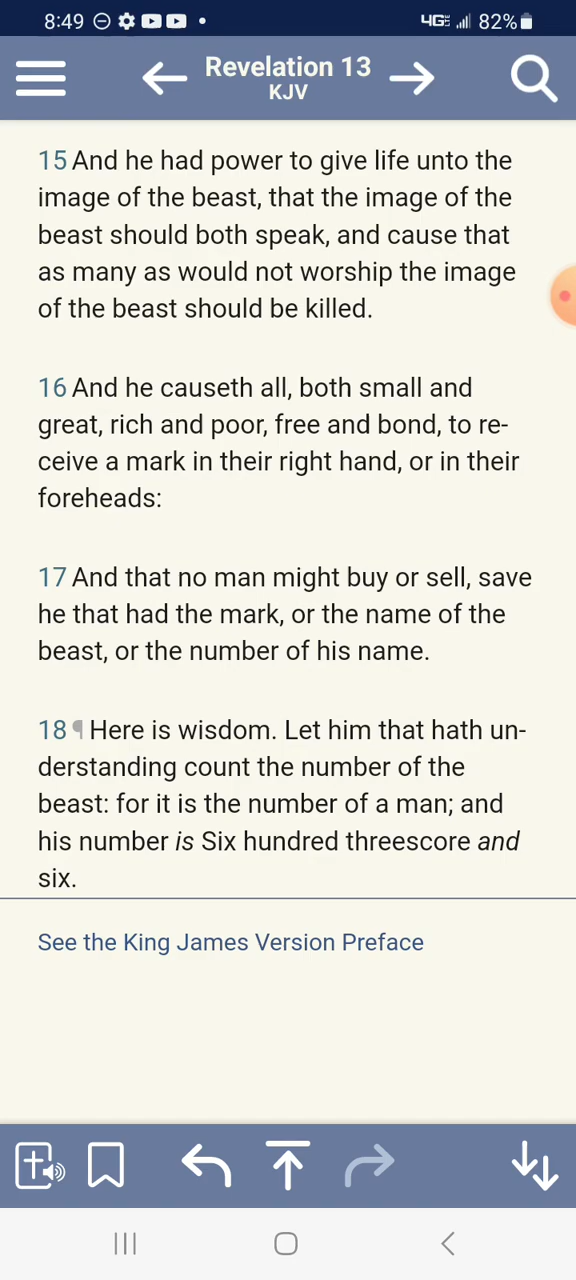 8:49
4G 82%
Revelation 13
KJV
15 And he had power to give life unto the
image of the beast, that the image of the
beast should both speak, and cause that
as many as would not worship the image
of the beast should be killed.
16 And he causeth all, both small and
great, rich and poor, free and bond, to re-
ceive a mark in their right hand, or in their
foreheads:
17 And that no man might buy or sell, save
he that had the mark, or the name of the
beast, or the number of his name.
18 ¶ Here is wisdom. Let him that hath un-
derstanding count the number of the
beast: for it is the number of a man; and
his number is Six hundred threescore and
six.
See the King James Version Preface